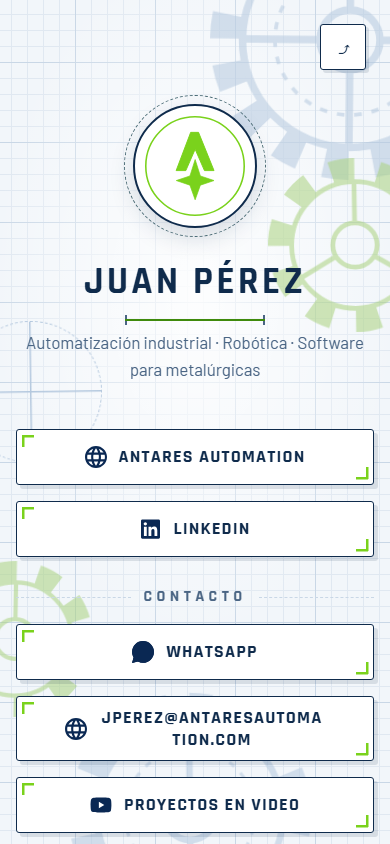 JUAN PÉREZ
Automatización industrial · Robótica · Software
para metalúrgicas
ANTARES AUTOMATION
LINKEDIN
CONTACTO
WHATSAPP
JPEREZ@ANTARESAUTOMA
TION.COM
PROYECTOS EN VIDEO